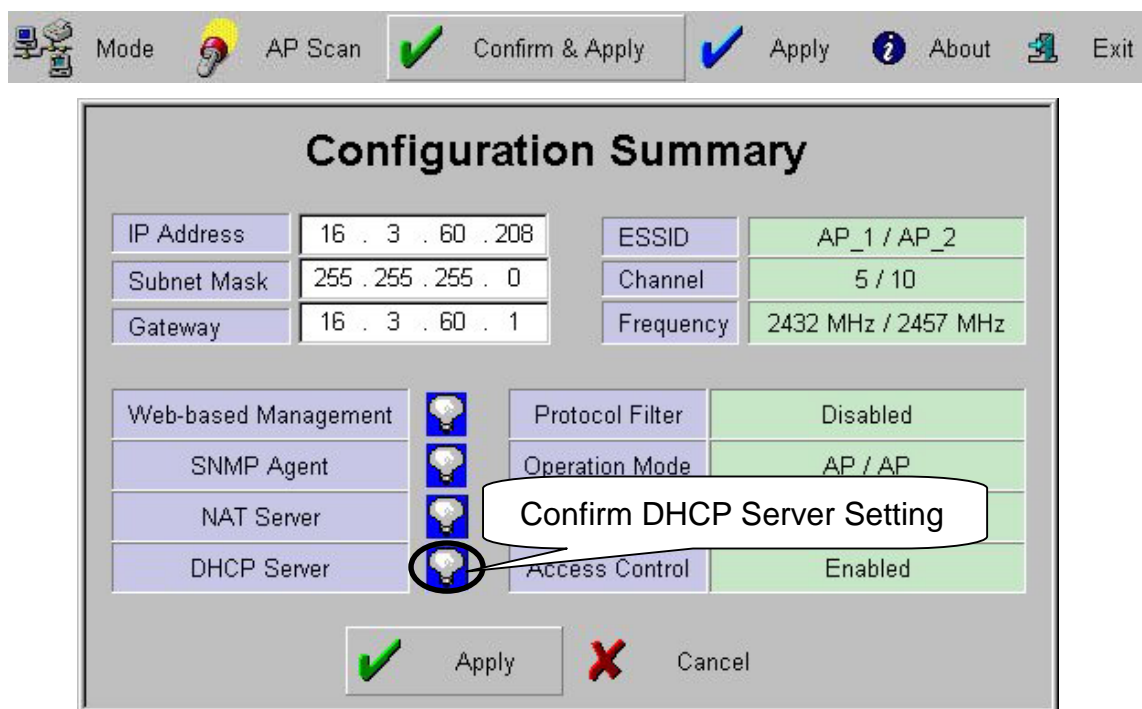 Mode AP Scan Confirm & Apply Apply About Exit
Configuration Summary
IP Address 16 . 3 . 60 . 208 ESSID AP_1 / AP_2
Subnet Mask 255 . 255 . 255 . 0 Channel 5 / 10
Gateway 16 . 3 . 60 . 1 Frequency 2432 MHz / 2457 MHz
Web-based Management Protocol Filter Disabled
SNMP Agent Operation Mode AP / AP
NAT Server Confirm DHCP Server Setting
DHCP Server Access Control Enabled
Apply Cancel